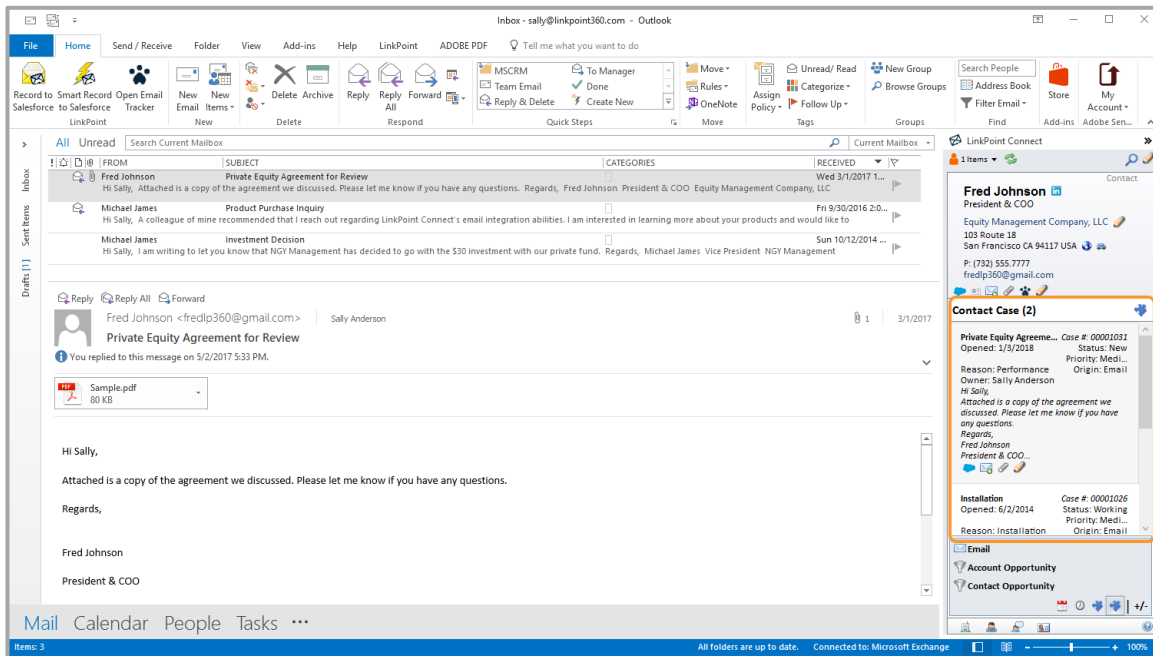 Inbox - sally@linkpoint360.com - Outlook
File Home Send / Receive Folder View Add-ins Help LinkPoint ADOBE PDF Tell me what you want to do
Record to Salesforce
Smart Record to Salesforce
Open Email Tracker
LinkPoint
New Email
New Items
New
Delete
Archive
Delete
Reply
Reply All
Forward
Respond
MSCRM
Team Email
Reply & Delete
To Manager
Done
Create New
Quick Steps
Move
Rules
OneNote
Move
Assign Policy
Unread/ Read
Categorize
Follow Up
Tags
New Group
Browse Groups
Groups
Search People
Address Book
Filter Email
Find
Store
Add-ins
My Account
Adobe Sen...
Inbox
Sent Items
Drafts [1]
All Unread Search Current Mailbox Current Mailbox
FROM SUBJECT CATEGORIES RECEIVED
Fred Johnson Private Equity Agreement for Review Wed 3/1/2017 1...
Hi Sally, Attached is a copy of the agreement we discussed. Please let me know if you have any questions. Regards, Fred Johnson President & COO Equity Management Company, LLC
Michael James Product Purchase Inquiry Fri 9/30/2016 2:0...
Hi Sally, A colleague of mine recommended that I reach out regarding LinkPoint Connect's email integration abilities. I am interested in learning more about your products and would like to
Michael James Investment Decision Sun 10/12/2014 ...
Hi Sally, I am writing to let you know that NGY Management has decided to go with the $30 investment with our private fund. Regards, Michael James Vice President NGY Management
Reply Reply All Forward
Fred Johnson <fredlp360@gmail.com> Sally Anderson 1 3/1/2017
Private Equity Agreement for Review
You replied to this message on 5/2/2017 5:33 PM.
PDF
Sample.pdf
80 KB
Hi Sally,
Attached is a copy of the agreement we discussed. Please let me know if you have any questions.
Regards,
Fred Johnson
President & COO
LinkPoint Connect
1 Items
Contact
Fred Johnson in
President & COO
Equity Management Company, LLC
103 Route 18
San Francisco CA 94117 USA
P: (732) 555.7777
fredlp360@gmail.com
Contact Case (2)
Private Equity Agreeme... Case #: 00001031
Opened: 1/3/2018 Status: New
Priority: Medi...
Reason: Performance Origin: Email
Owner: Sally Anderson
Hi Sally,
Attached is a copy of the agreement we
discussed. Please let me know if you have
any questions.
Regards,
Fred Johnson
President & COO...
Installation Case #: 00001026
Opened: 6/2/2014 Status: Working
Priority: Medi...
Reason: Installation Origin: Email
Email
Account Opportunity
Contact Opportunity
+/-
Mail Calendar People Tasks ...
Items: 3 All folders are up to date. Connected to: Microsoft Exchange 100%